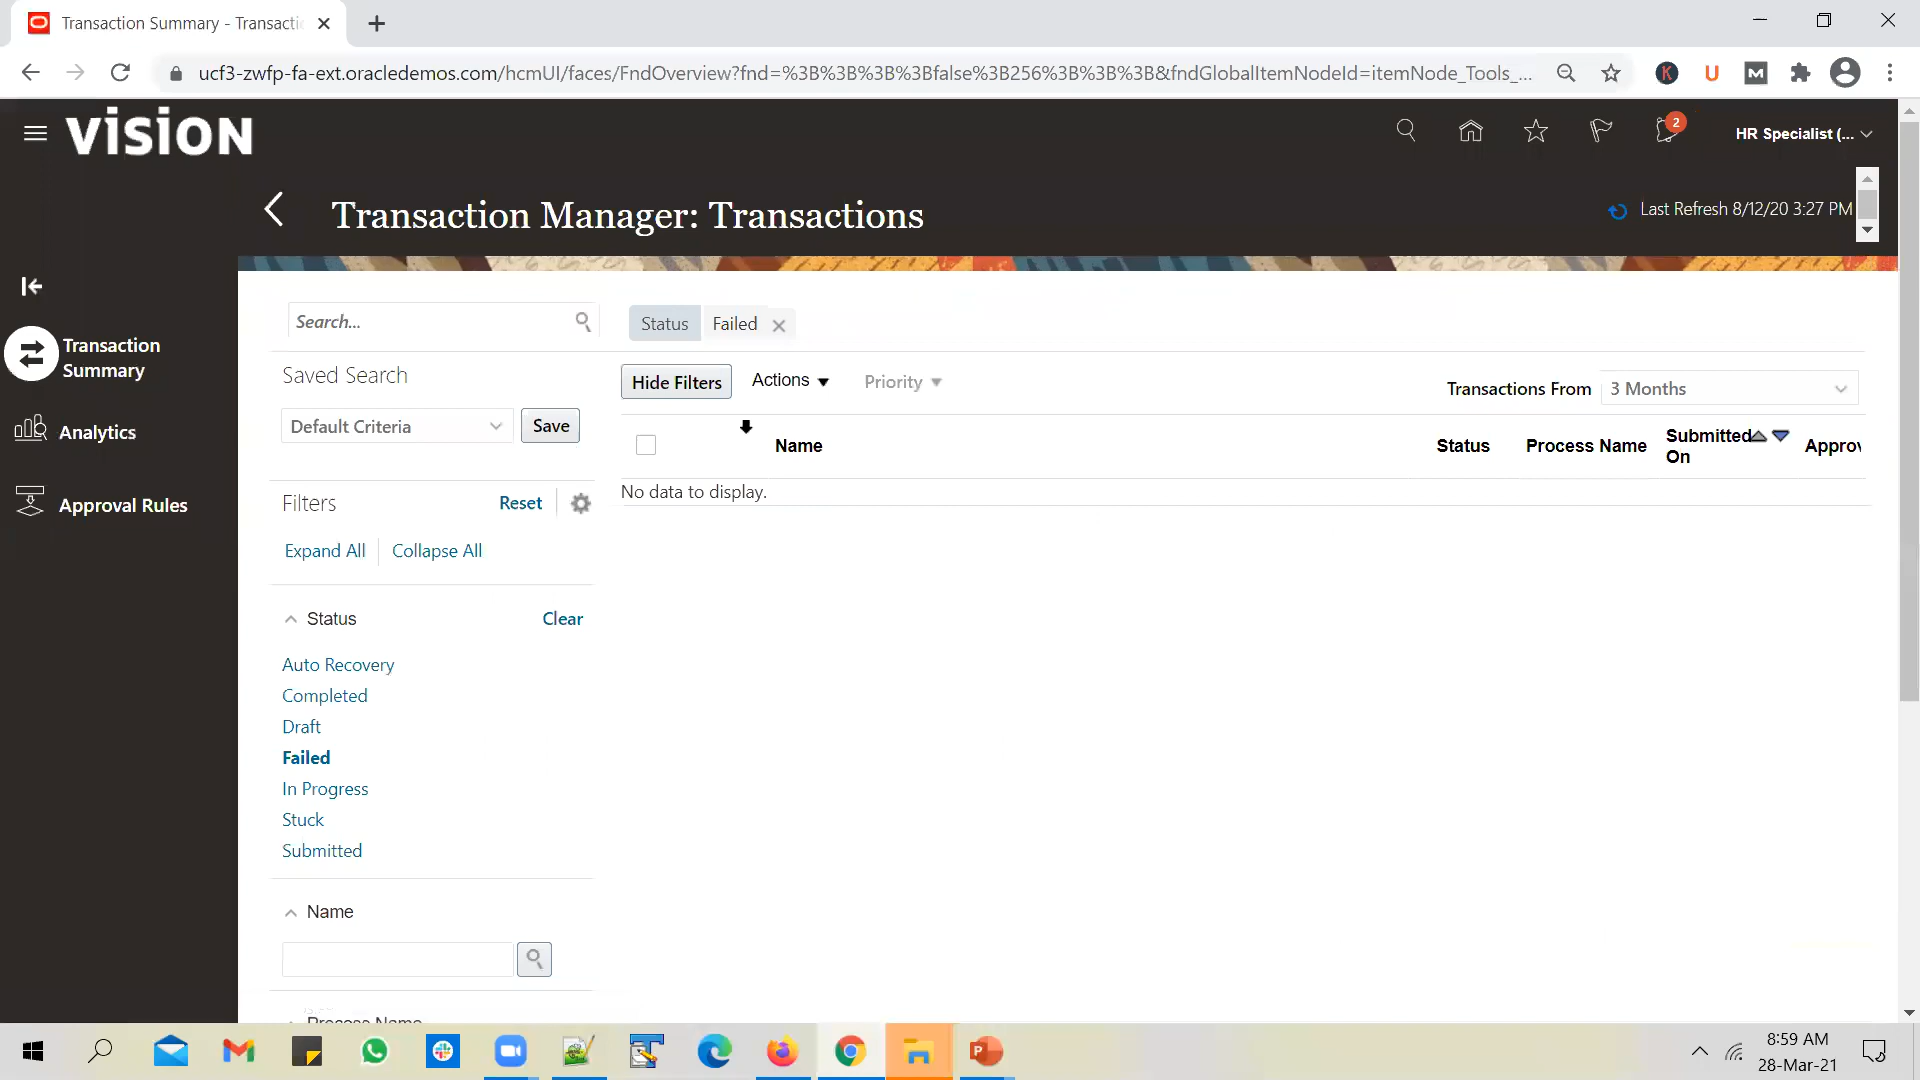 Transaction Summary - Transactio
ucf3-zwfp-fa-ext.oracledemos.com/hcmUI/faces/FndOverview?fnd=%3B%3B%3B%3Bfalse%3B256%3B%3B%3B&fndGlobalItemNodeId=itemNode_Tools_...
K
U
M
vision
2
HR Specialist (...
Transaction Manager: Transactions
Last Refresh 8/12/20 3:27 PM
Transaction
Summary
Analytics
Approval Rules
Search...
Status
Failed
Saved Search
Default Criteria
Save
Hide Filters
Actions
Priority
Transactions From
3 Months
Name
Status
Process Name
Submitted
On
Approv
No data to display.
Filters
Reset
Expand All
Collapse All
Status
Clear
Auto Recovery
Completed
Draft
Failed
In Progress
Stuck
Submitted
Name
Process Name
8:59 AM
28-Mar-21